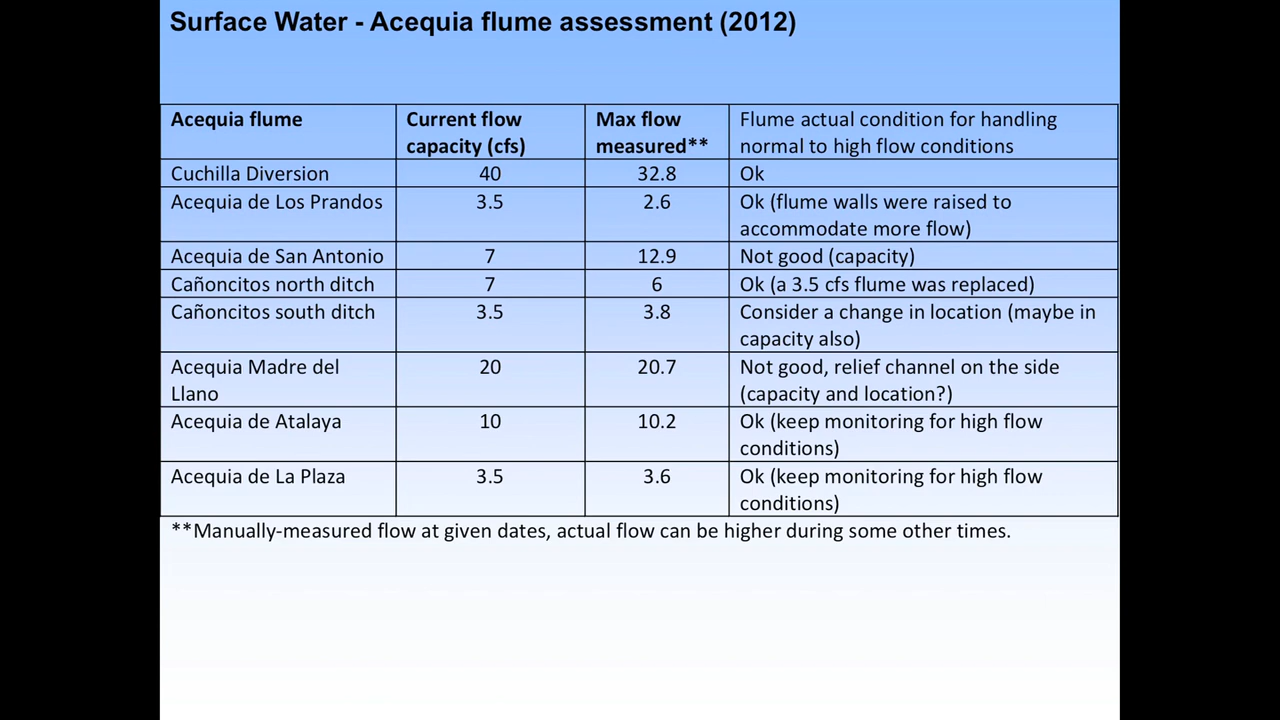 Surface Water - Acequia flume assessment (2012)
Acequia flume
Current flow
capacity (cfs)
Max flow
measured**
Flume actual condition for handling
normal to high flow conditions
Cuchilla Diversion
40
32.8
Ok
Acequia de Los Prandos
3.5
2.6
Ok (flume walls were raised to
accommodate more flow)
Acequia de San Antonio
7
12.9
Not good (capacity)
Cañoncitos north ditch
7
6
Ok (a 3.5 cfs flume was replaced)
Cañoncitos south ditch
3.5
3.8
Consider a change in location (maybe in
capacity also)
Acequia Madre del
Llano
20
20.7
Not good, relief channel on the side
(capacity and location?)
Acequia de Atalaya
10
10.2
Ok (keep monitoring for high flow
conditions)
Acequia de La Plaza
3.5
3.6
Ok (keep monitoring for high flow
conditions)
**Manually-measured flow at given dates, actual flow can be higher during some other times.